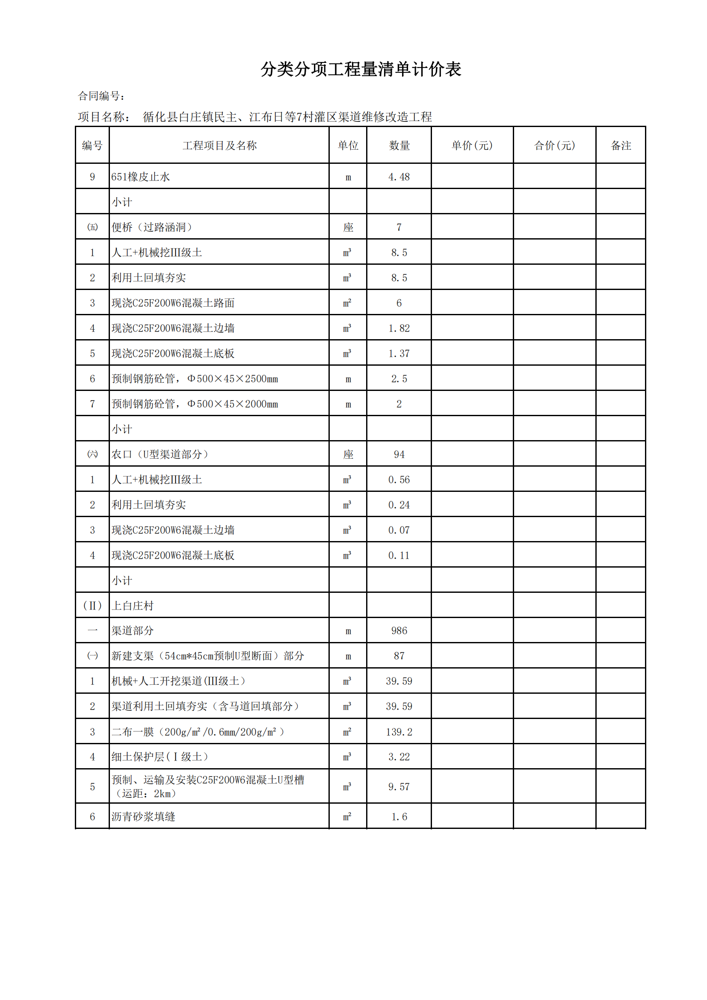 分类分项工程量清单计价表
合同编号：
项目名称： 循化县白庄镇民主、江布日等7村灌区渠道维修改造工程
编号 工程项目及名称 单位 数量 单价(元) 合价(元) 备注
9 651橡皮止水 m 4.48
小计
㈤ 便桥（过路涵洞） 座 7
1 人工+机械挖Ⅲ级土 m³ 8.5
2 利用土回填夯实 m³ 8.5
3 现浇C25F200W6混凝土路面 m² 6
4 现浇C25F200W6混凝土边墙 m³ 1.82
5 现浇C25F200W6混凝土底板 m³ 1.37
6 预制钢筋砼管，Φ500×45×2500mm m 2.5
7 预制钢筋砼管，Φ500×45×2000mm m 2
小计
㈥ 农口（U型渠道部分） 座 94
1 人工+机械挖Ⅲ级土 m³ 0.56
2 利用土回填夯实 m³ 0.24
3 现浇C25F200W6混凝土边墙 m³ 0.07
4 现浇C25F200W6混凝土底板 m³ 0.11
小计
(Ⅱ) 上白庄村
一 渠道部分 m 986
㈠ 新建支渠（54cm*45cm预制U型断面）部分 m 87
1 机械+人工开挖渠道(Ⅲ级土） m³ 39.59
2 渠道利用土回填夯实（含马道回填部分） m³ 39.59
3 二布一膜（200g/m²/0.6mm/200g/m²） m² 139.2
4 细土保护层(Ⅰ级土） m³ 3.22
5 预制、运输及安装C25F200W6混凝土U型槽
（运距：2km） m³ 9.57
6 沥青砂浆填缝 m² 1.6